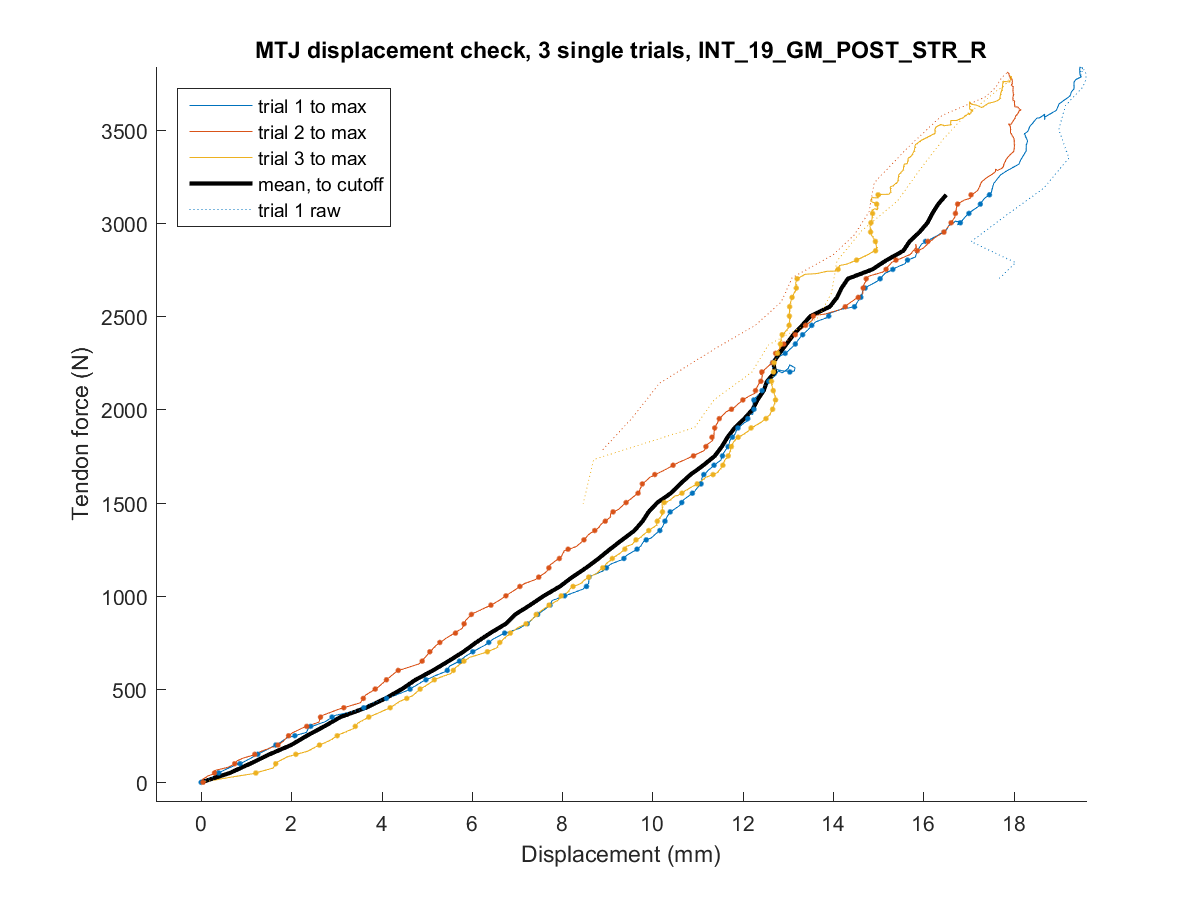 MTJ displacement check, 3 single trials, INT_19_GM_POST_STR_R
trial 1 to max
trial 2 to max
trial 3 to max
mean, to cutoff
trial 1 raw
3500
3000
2500
2000
1500
1000
500
0
Tendon force (N)
0 2 4 6 8 10 12 14 16 18
Displacement (mm)